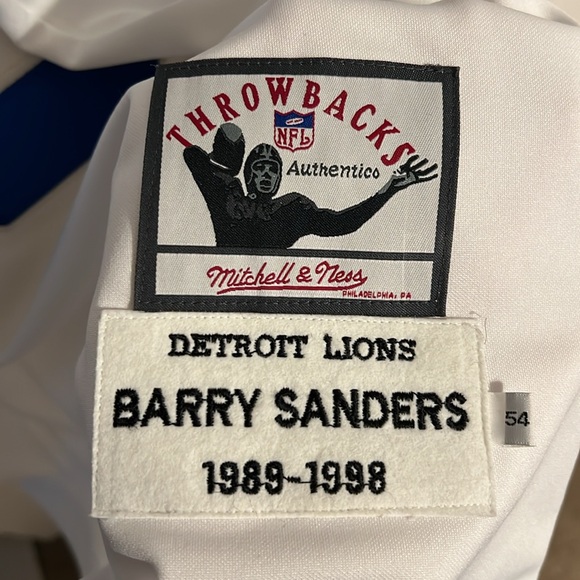 THROWBACKS
NFL
Authentico
Mitchell & Ness
PHILADELPHIA, PA
DETROIT LIONS
BARRY SANDERS
54
1989-1998